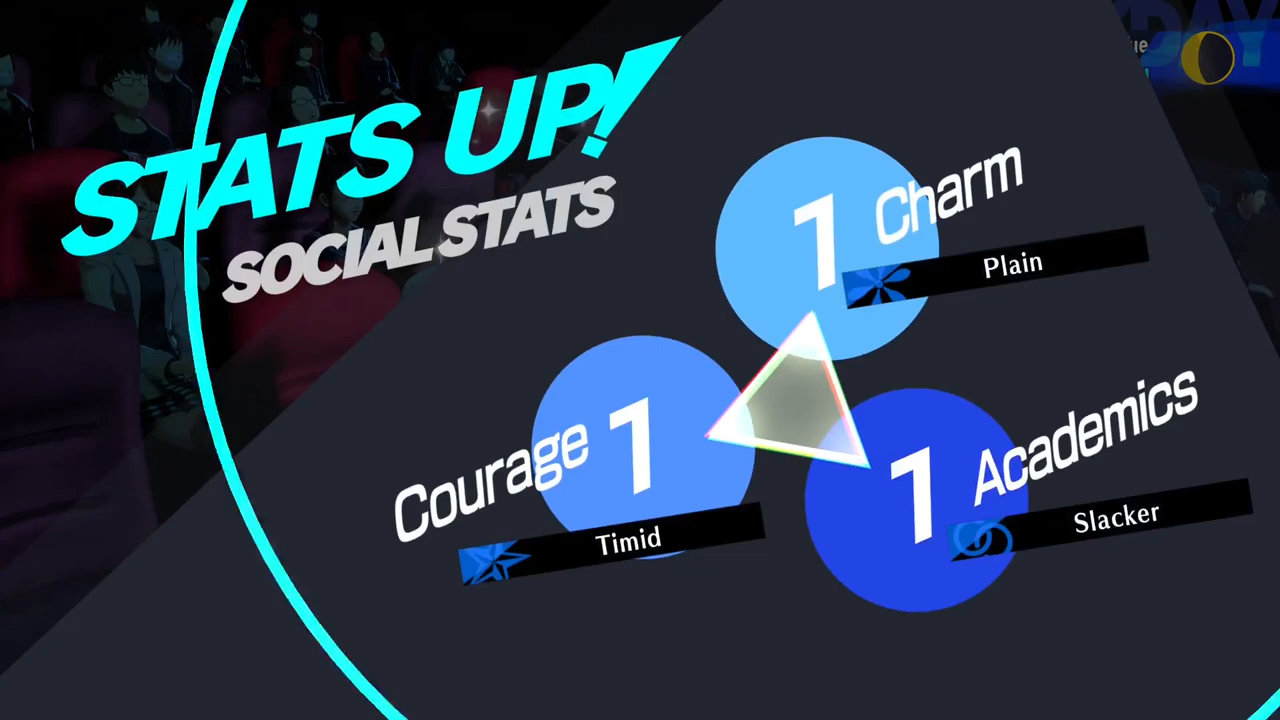 STATS UP!
SOCIAL STATS
1 Charm
Plain
Courage 1
Timid
1 Academics
Slacker